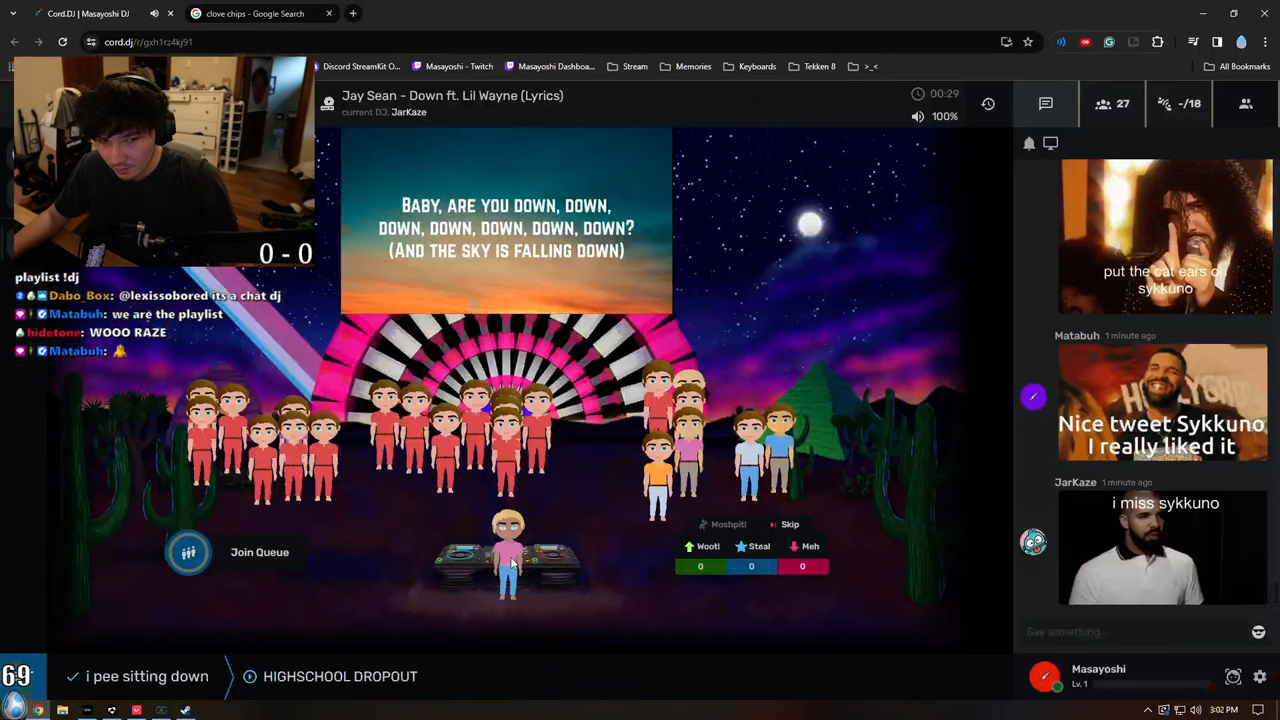 Cord.DJ | Masayoshi DJ
clove chips - Google Search
cord.dj/r/gxh1rz4kj91
Discord StreamKit O...
Masayoshi - Twitch
Masayoshi Dashboa...
Stream
Memories
Keyboards
Tekken 8
>_<
All Bookmarks
Jay Sean - Down ft. Lil Wayne (Lyrics)
current DJ: JarKaze
00:29
100%
27
-/18
BABY, ARE YOU DOWN, DOWN,
DOWN, DOWN, DOWN, DOWN, DOWN?
(AND THE SKY IS FALLING DOWN)
0 - 0
playlist !dj
Dabo_Box: @lexissobored its a chat dj
Matabuh: we are the playlist
hidetone: WOOO RAZE
Matabuh:
put the cat ears on
sykkuno
Matabuh 1 minute ago
Nice tweet Sykkuno
I really liked it
JarKaze 1 minute ago
i miss sykkuno
Join Queue
Moshpit! Skip
Woot! Steal Meh
0 0 0
Say something...
69
i pee sitting down
HIGHSCHOOL DROPOUT
Masayoshi
Lv. 1
3:02 PM